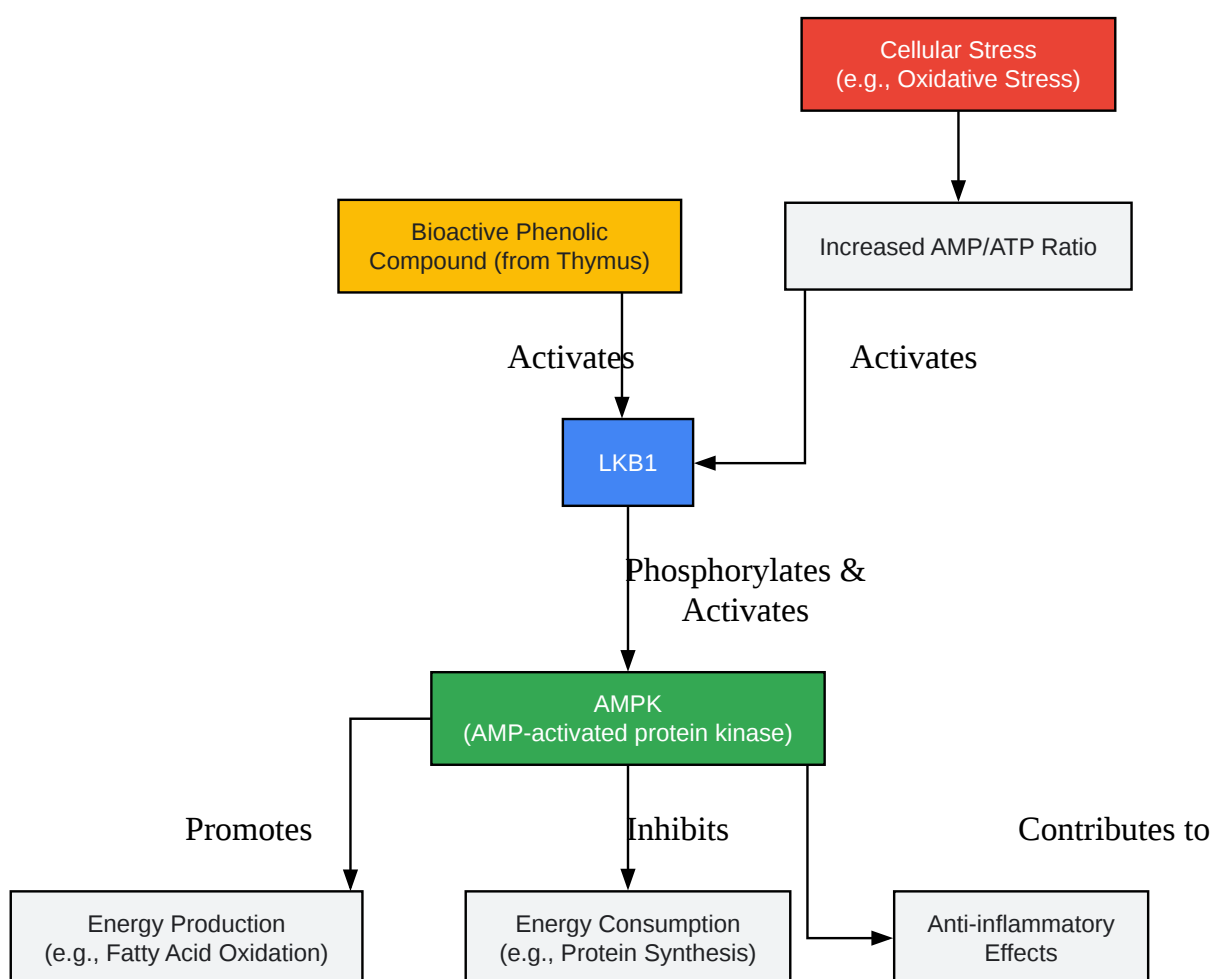 Cellular Stress
(e.g., Oxidative Stress)
Bioactive Phenolic
Compound (from Thymus)
Increased AMP/ATP Ratio
Activates
Activates
LKB1
Phosphorylates &
Activates
AMPK
(AMP-activated protein kinase)
Promotes
Inhibits
Contributes to
Energy Production
(e.g., Fatty Acid Oxidation)
Energy Consumption
(e.g., Protein Synthesis)
Anti-inflammatory
Effects